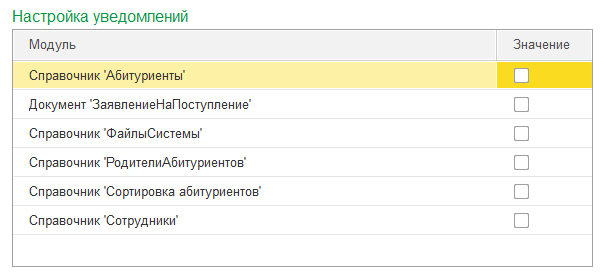 Настройка уведомлений
Модуль Значение
Справочник 'Абитуриенты'
Документ 'ЗаявлениеНаПоступление'
Справочник 'ФайлыСистемы'
Справочник 'РодителиАбитуриентов'
Справочник 'Сортировка абитуриентов'
Справочник 'Сотрудники'